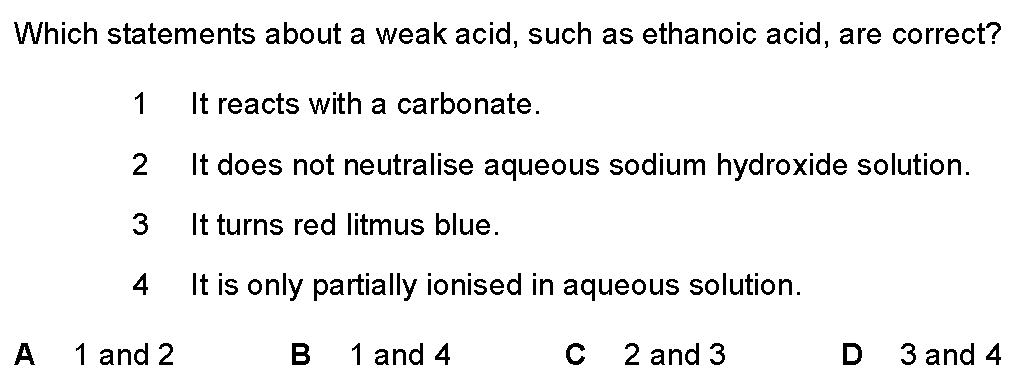 Which statements about a weak acid, such as ethanoic acid, are correct?
1 It reacts with a carbonate.
2 It does not neutralise aqueous sodium hydroxide solution.
3 It turns red litmus blue.
4 It is only partially ionised in aqueous solution.
A 1 and 2 B 1 and 4 C 2 and 3 D 3 and 4